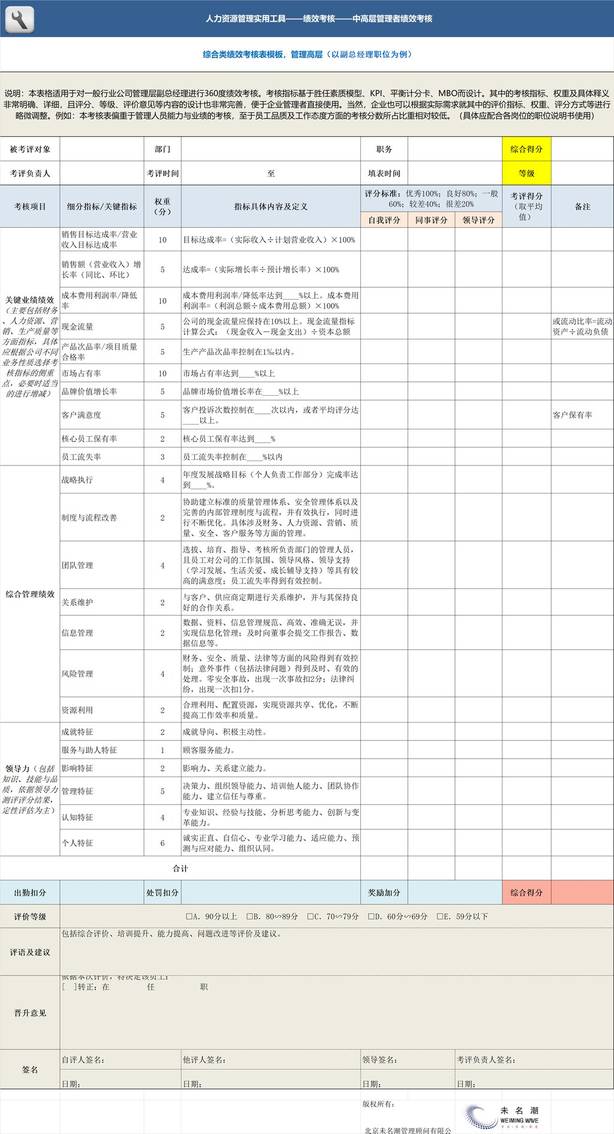 人力资源管理实用工具——绩效考核——中高层管理者绩效考核
综合类绩效考核表模板，管理高层（以副总经理职位为例）
说明：本表格适用于对一般行业公司管理层副总经理进行360度绩效考核。考核指标基于胜任素质模型、KPI、平衡计分卡、MBO而设计。其中的考核指标、权重及具体释义
非常明确、详细，且评分、等级、评价意见等内容的设计也非常完善，便于企业管理者直接使用。当然，企业也可以根据实际需求就其中的评价指标、权重、评分方式等进行
略微调整。例如：本考核表偏重于管理人员能力与业绩的考核，至于员工品质及工作态度方面的考核分数所占比重相对较低。（具体应配合各岗位的职位说明书使用）
被考评对象 部门 职务 综合得分
考评负责人 考评时间 至 填表时间 等级
考核项目 细分指标/关键指标 权重（分） 指标具体内容及定义 评分标准：优秀100%；良好80%；一般60%；较差40%；很差20% 考评得分（取平均值） 备注
自我评分 同事评分 领导评分
关键业绩绩效（主要包括财务、人力资源、营销、生产质量等方面指标，具体应根据公司不同业务性质选择考核指标的侧重点，必要时适当的进行增减）
销售目标达成率/营业收入目标达成率 10 目标达成率=（实际收入÷计划营业收入）×100%
销售额（营业收入）增长率（同比、环比） 5 达成率=（实际增长率÷预计增长率）×100%
成本费用利润率/降低率 10 成本费用利润率/降低率达到____%以上。成本费用利润率=（利润总额÷成本费用总额）×100%
现金流量 5 公司的现金流量应保持在10%以上。现金流量指标计算公式：（现金收入－现金支出）÷资本总额 或流动比率=流动资产÷流动负债
产品次品率/项目质量合格率 5 生产产品次品率控制在1‰以内。
市场占有率 10 市场占有率达到____%以上
品牌价值增长率 5 品牌市场价值增长率在____%以上
客户满意度 5 客户投诉次数控制在____次以内，或者平均评分达____以上。 客户保有率
核心员工保有率 2 核心员工保有率达到____%
员工流失率 3 员工流失率控制在____%以内
综合管理绩效
战略执行 4 年度发展战略目标（个人负责工作部分）完成率达到____%。
制度与流程改善 2 协助建立标准的质量管理体系、安全管理体系以及完善的内部管理制度与流程，并有效执行，同时进行不断优化。具体涉及财务、人力资源、营销、质量、安全、客户服务等方面的管理。
团队管理 4 选拔、培育、指导、考核所负责部门的管理人员，且员工对公司的工作氛围、领导风格、领导支持（学习发展、生活关爱、成长辅导支持）等具有较高的满意度；员工流失率得到有效控制。
关系维护 2 与客户、供应商定期进行关系维护，并与其保持良好的合作关系。
信息管理 2 数据、资料、信息管理规范、高效、准确无误，并实现信息化管理；及时向董事会提交工作报告、数据信息等。
风险管理 4 财务、安全、质量、法律等方面的风险得到有效控制；意外事件（包括法律问题）得到及时、有效的处理。零安全事故，出现一次事故扣2分；法律纠纷，出现一次扣1分。
资源利用 2 合理利用、配置资源，实现资源共享、优化，不断提高工作效率和质量。
领导力（包括知识、技能与品质，依据领导力测评评分结果，定性评估为主）
成就特征 2 成就导向、积极主动性。
服务与助人特征 1 顾客服务能力。
影响特征 2 影响力、关系建立能力。
管理特征 5 决策力、组织领导能力、培训他人能力、团队协作能力、建立信任与尊重。
认知特征 4 专业知识、经验与技能、分析思考能力、创新与变革能力。
个人特征 6 诚实正直、自信心、专业学习能力、适应能力、预测与应对能力、组织认同。
合计
出勤扣分 处罚扣分 奖励加分 综合得分
评价等级 □A．90分以上 □B．80∽89分 □C．70∽79分 □D．60分∽69分 □E．59分以下
评语及建议 包括综合评价、培训提升、能力提高、问题改进等评价及建议。
晋升意见 依据本次评价，特决定该员工：
[ ]转正：在 任 职
签名 自评人签名： 他评人签名： 领导签名： 考评负责人签名：
日期： 日期： 日期： 日期：
版权所有：
北京未名潮管理顾问有限公
未名潮
WEIMING WAVE